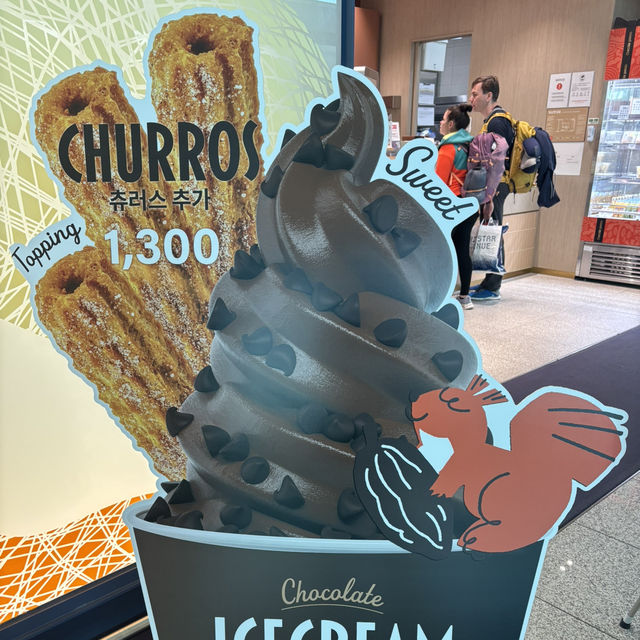 CHURROS
츄러스 추가
Topping
1,300
Sweet
Chocolate
ICECREAM